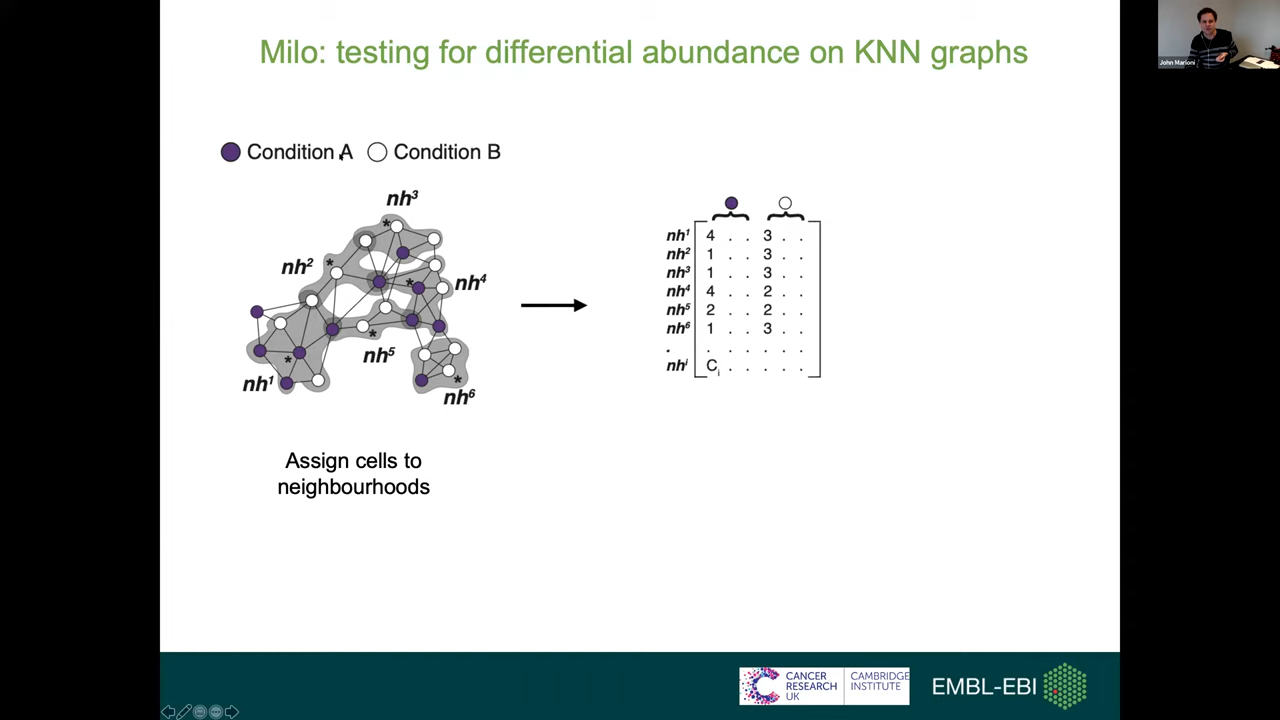 Milo: testing for differential abundance on KNN graphs
John Marioni
Condition A
Condition B
nh³
nh²
nh⁴
nh⁵
nh¹
nh⁶
* * * * * *
Assign cells to
neighbourhoods
nh¹ 4 . . 3 . .
nh² 1 . . 3 . .
nh³ 1 . . 3 . .
nh⁴ 4 . . 2 . .
nh⁵ 2 . . 2 . .
nh⁶ 1 . . 3 . .
. . . . . . .
nhⁱ Cᵢ . . . . .
CANCER
RESEARCH
UK
CAMBRIDGE
INSTITUTE
EMBL-EBI